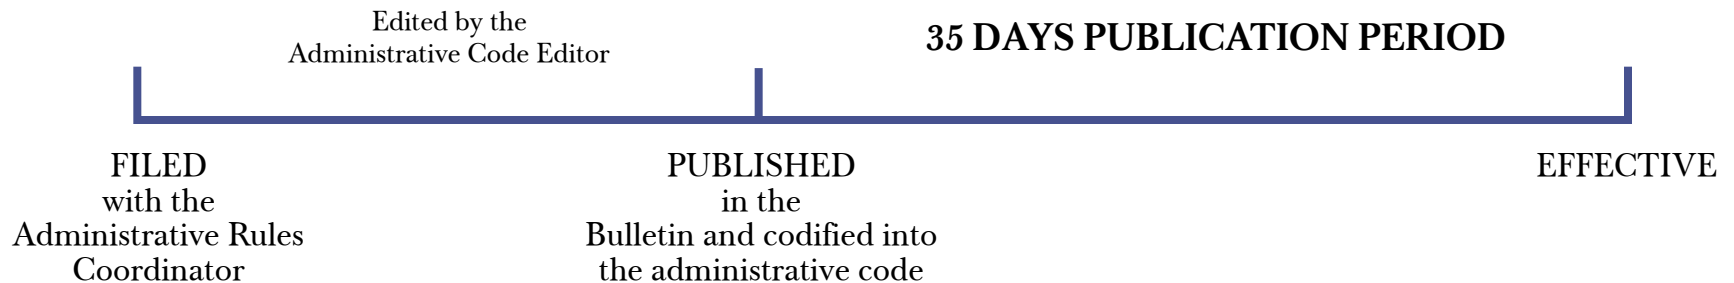 Edited by the
Administrative Code Editor
35 DAYS PUBLICATION PERIOD
FILED
with the
Administrative Rules
Coordinator
PUBLISHED
in the
Bulletin and codified into
the administrative code
EFFECTIVE